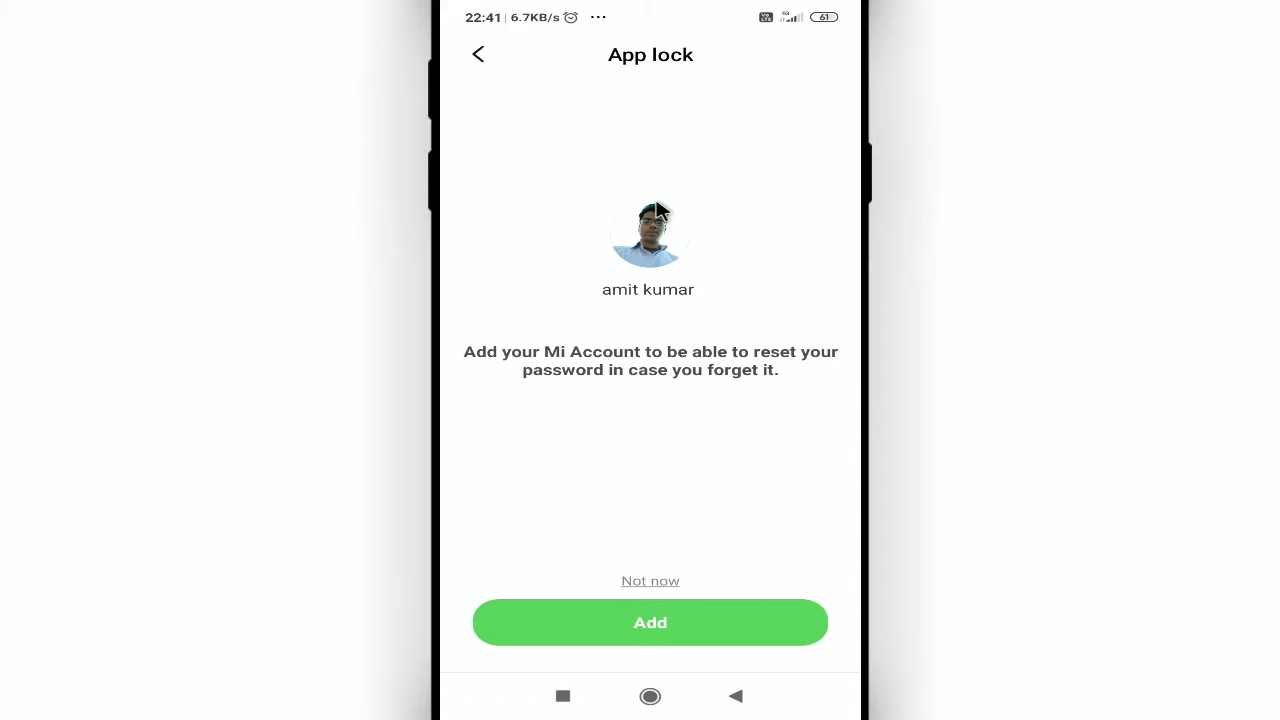 22:41 6.7KB/s ... 61
App lock
amit kumar
Add your Mi Account to be able to reset your
password in case you forget it.
Not now
Add